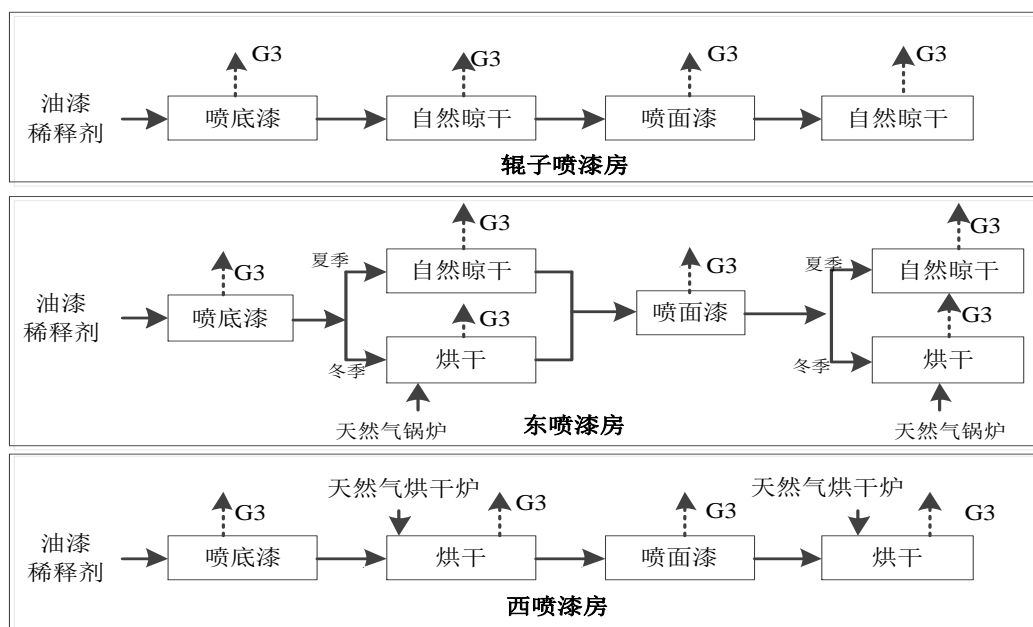 G3
G3
G3
G3
油漆
稀释剂
喷底漆
自然晾干
喷面漆
自然晾干
辊子喷漆房
G3
G3
G3
G3
夏季
自然晾干
夏季
自然晾干
油漆
稀释剂
喷底漆
G3
喷面漆
G3
冬季
烘干
冬季
烘干
天然气锅炉
天然气锅炉
东喷漆房
天然气烘干炉
天然气烘干炉
G3
G3
G3
G3
油漆
稀释剂
喷底漆
烘干
喷面漆
烘干
西喷漆房